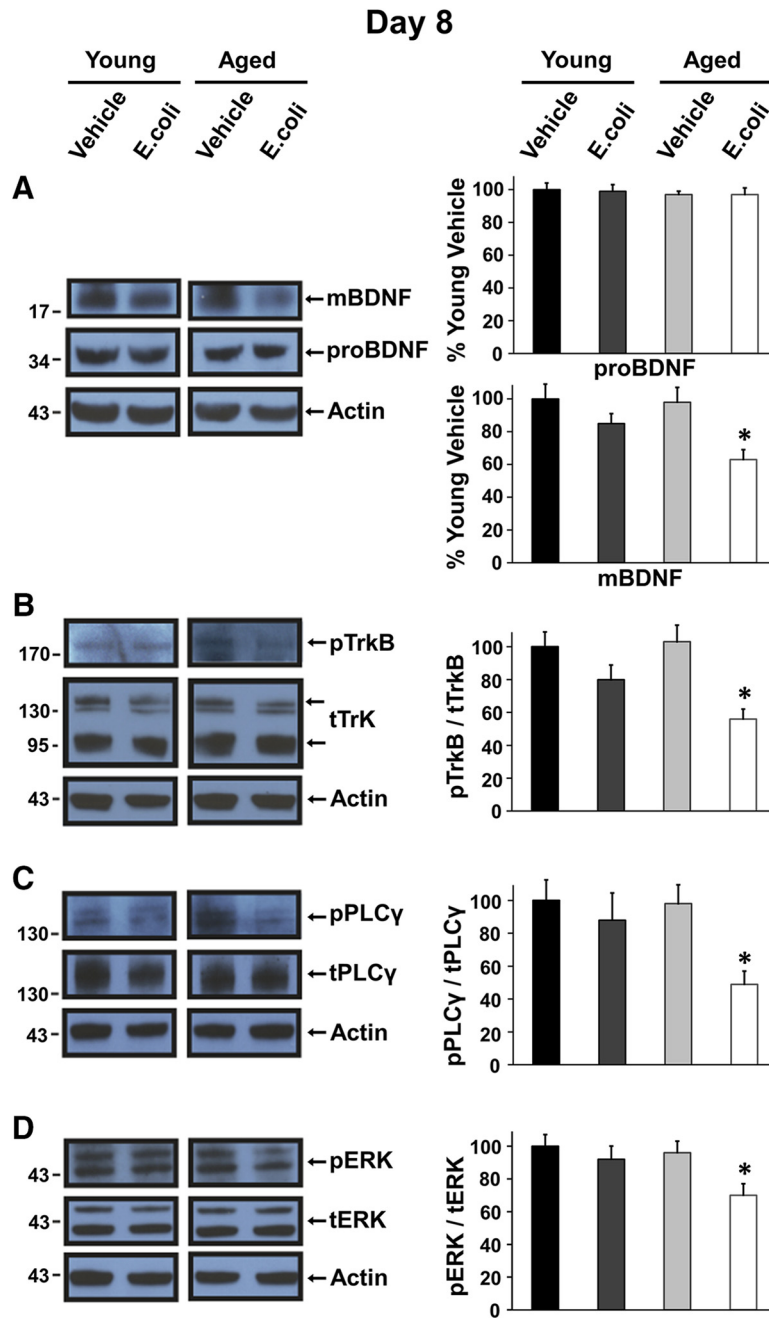 Day 8
Young Aged Young Aged
Vehicle E.coli Vehicle E.coli Vehicle E.coli Vehicle E.coli
A
17 mBDNF
34 proBDNF
43 Actin
% Young Vehicle
100
80
60
40
20
0
proBDNF
% Young Vehicle
100
80
60
40
20
0
*
mBDNF
B
170 pTrkB
130 tTrK
95
43 Actin
pTrkB / tTrkB
100
80
60
40
20
0
*
C
130 pPLCγ
130 tPLCγ
43 Actin
pPLCγ / tPLCγ
100
80
60
40
20
0
*
D
43 pERK
43 tERK
43 Actin
pERK / tERK
100
80
60
40
20
0
*